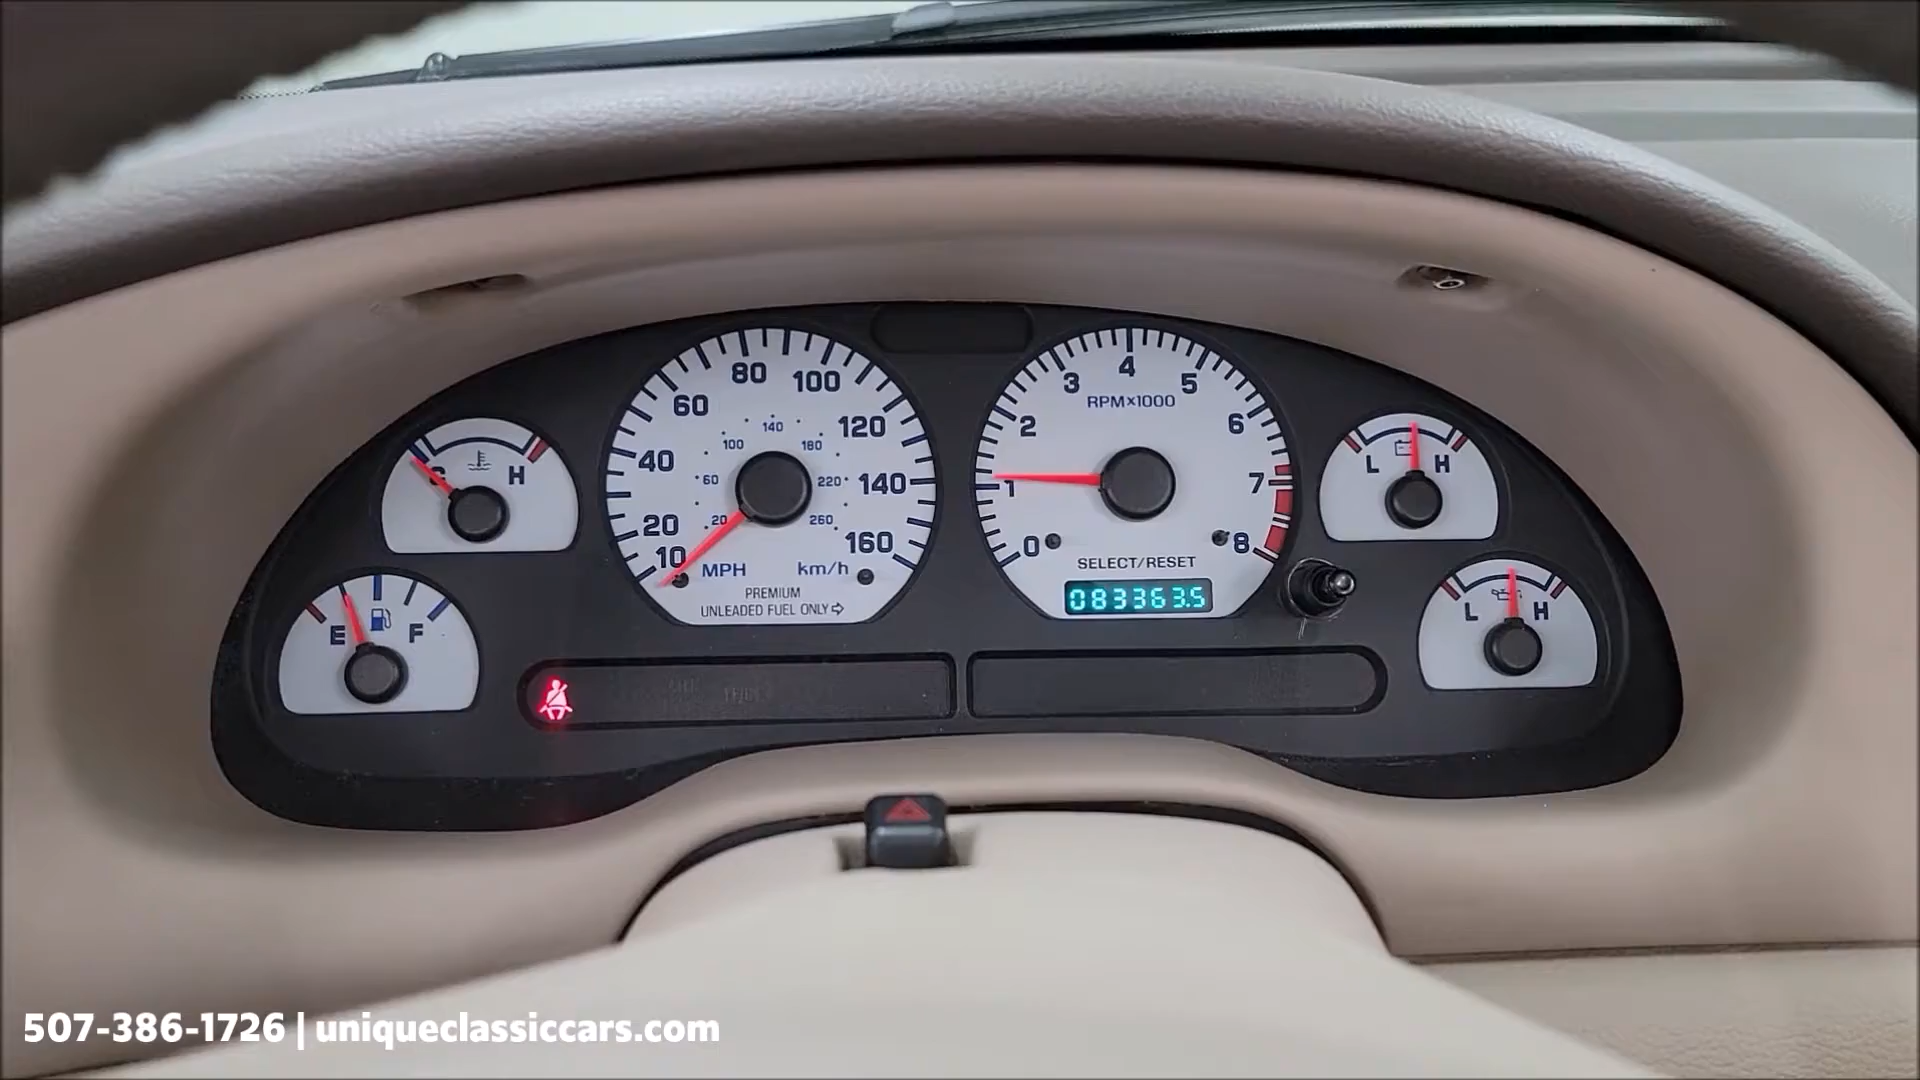 C H
E F
10 20 40 60 80 100 120 140 160
20 60 100 140 180 220 260
MPH km/h
PREMIUM
UNLEADED FUEL ONLY
0 1 2 3 4 5 6 7 8
RPM×1000
SELECT/RESET
083363.5
L H
L H
507-386-1726 | uniqueclassiccars.com